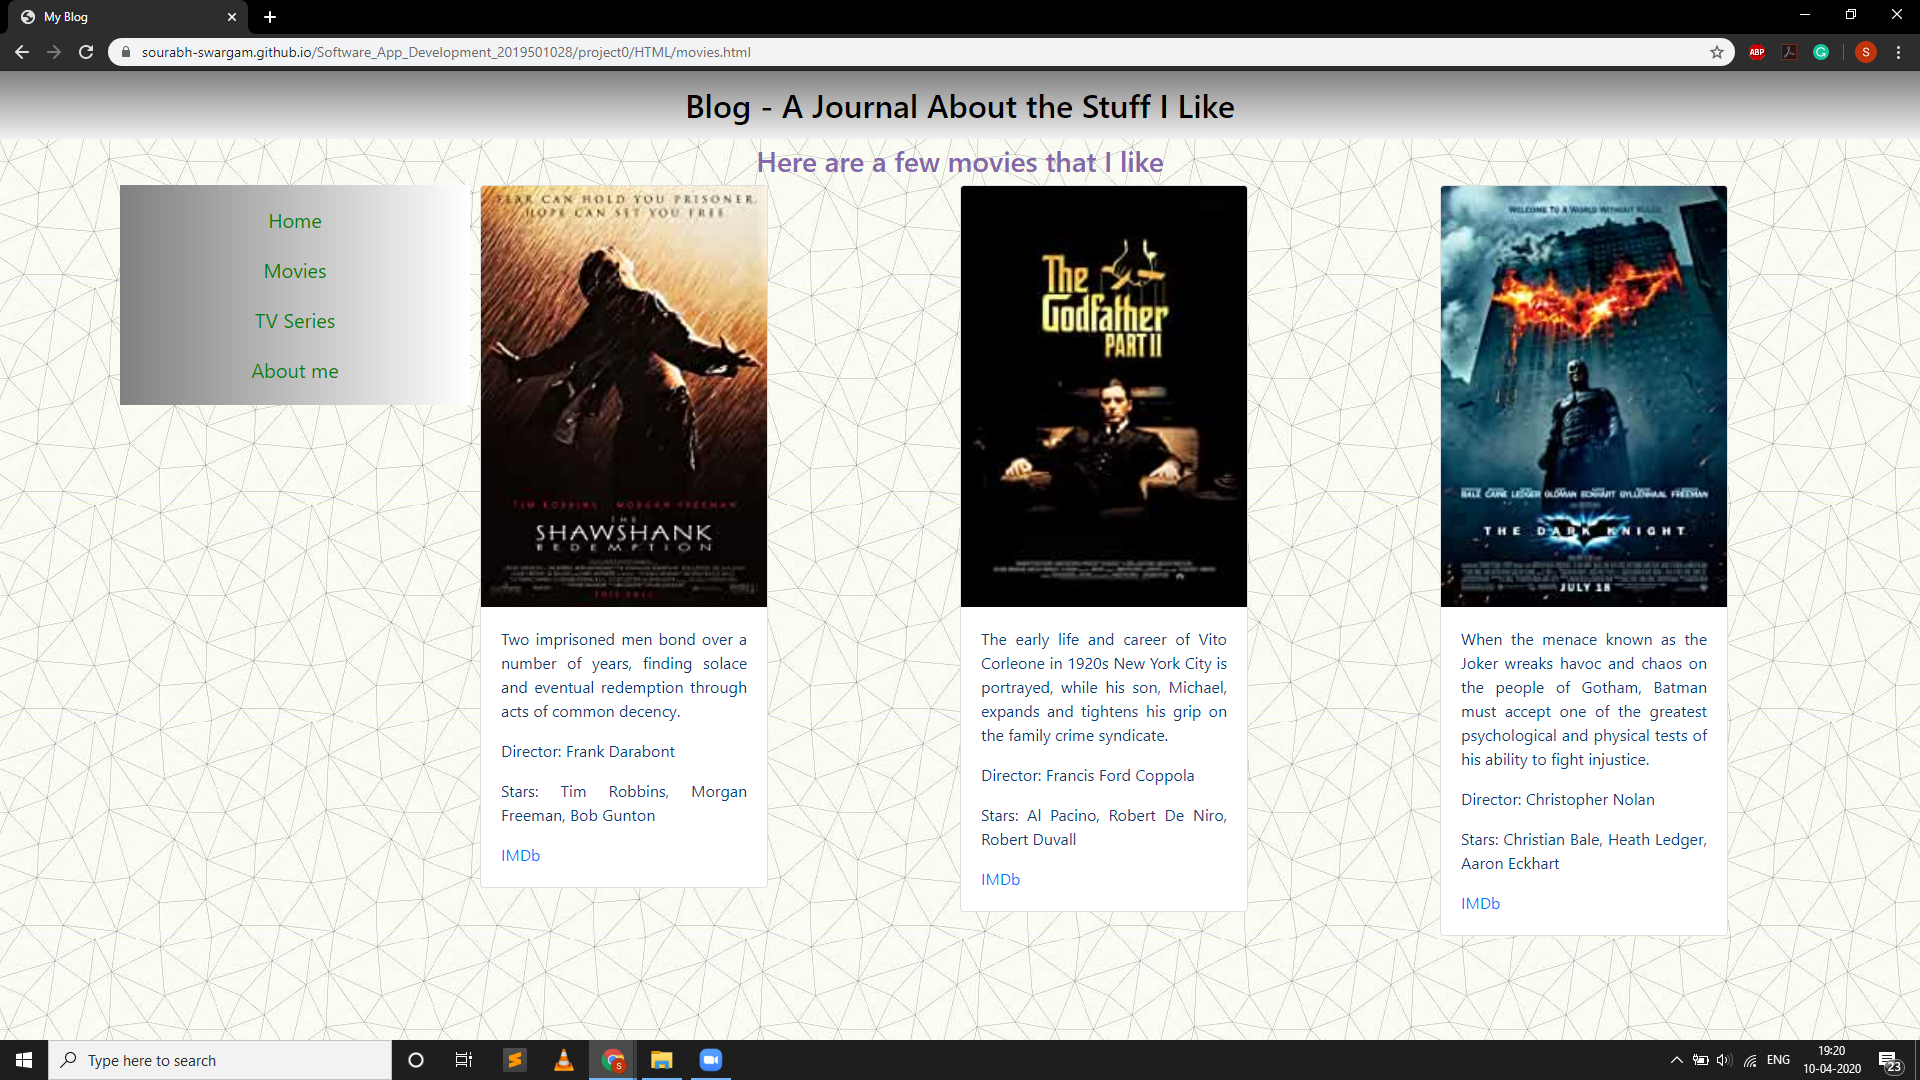 My Blog
sourabh-swargam.github.io/Software_App_Development_2019501028/project0/HTML/movies.html
ABP
G
S
Blog - A Journal About the Stuff I Like
Here are a few movies that I like
Home
Movies
TV Series
About me
FEAR CAN HOLD YOU PRISONER.
HOPE CAN SET YOU FREE.
TIM ROBBINS MORGAN FREEMAN
THE
SHAWSHANK
REDEMPTION
THIS FALL
Two imprisoned men bond over a
number of years, finding solace
and eventual redemption through
acts of common decency.
Director: Frank Darabont
Stars: Tim Robbins, Morgan
Freeman, Bob Gunton
IMDb
The
Godfather
PART II
The early life and career of Vito
Corleone in 1920s New York City is
portrayed, while his son, Michael,
expands and tightens his grip on
the family crime syndicate.
Director: Francis Ford Coppola
Stars: Al Pacino, Robert De Niro,
Robert Duvall
IMDb
WELCOME TO A WORLD WITHOUT RULES
BALE CAINE LEDGER OLDMAN ECKHART GYLLENHAAL FREEMAN
THE DARK KNIGHT
JULY 18
When the menace known as the
Joker wreaks havoc and chaos on
the people of Gotham, Batman
must accept one of the greatest
psychological and physical tests of
his ability to fight injustice.
Director: Christopher Nolan
Stars: Christian Bale, Heath Ledger,
Aaron Eckhart
IMDb
Type here to search
S
ENG
19:20
10-04-2020
23